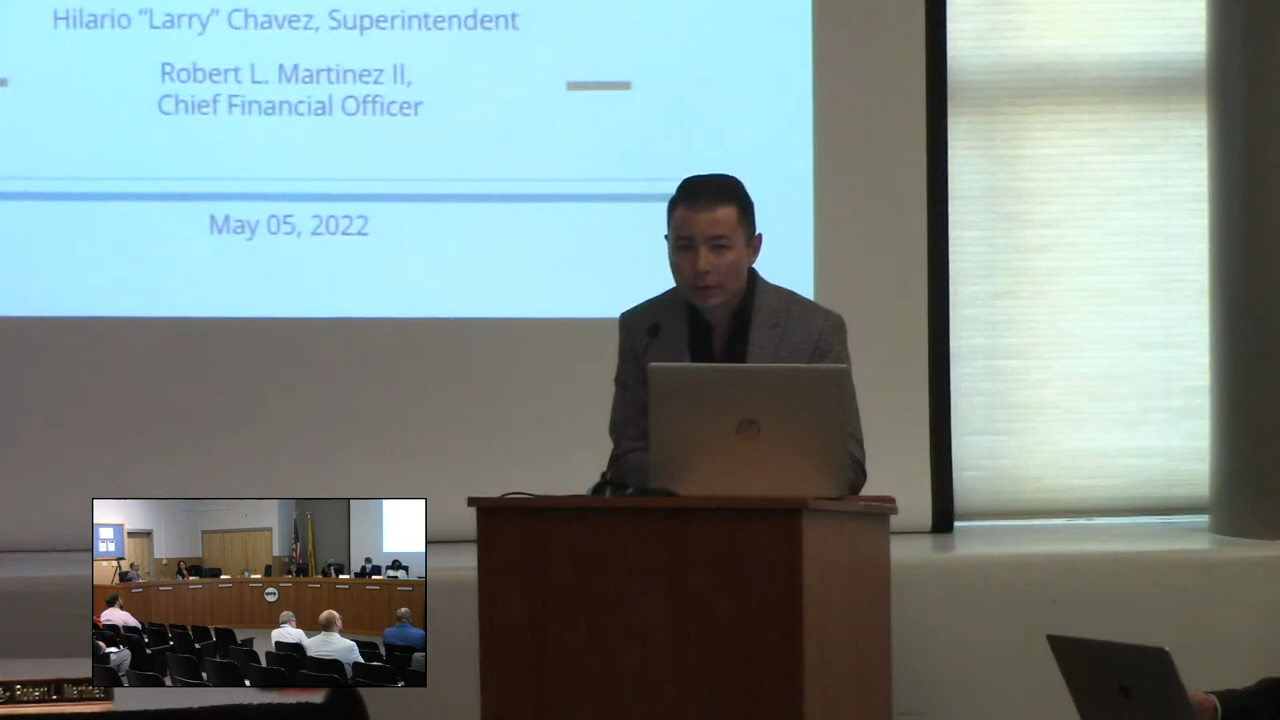 Hilario “Larry” Chavez, Superintendent
Robert L. Martinez II,
Chief Financial Officer
May 05, 2022
Robert L. Martinez